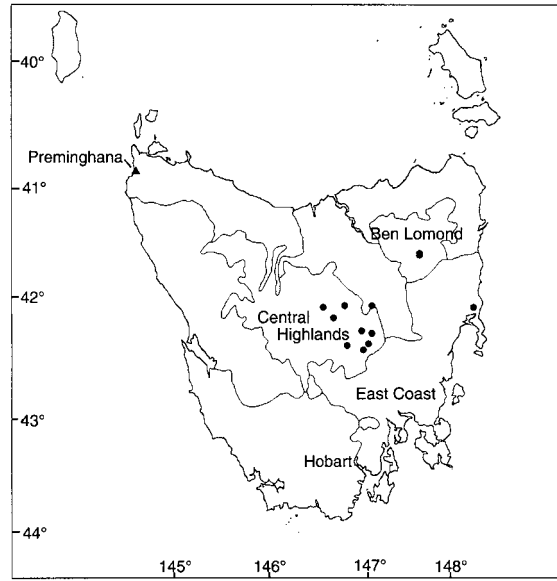 40°
Preminghana
41°
Ben Lomond
42°
Central
Highlands
East Coast
43°
Hobart
44°
145° 146° 147° 148°